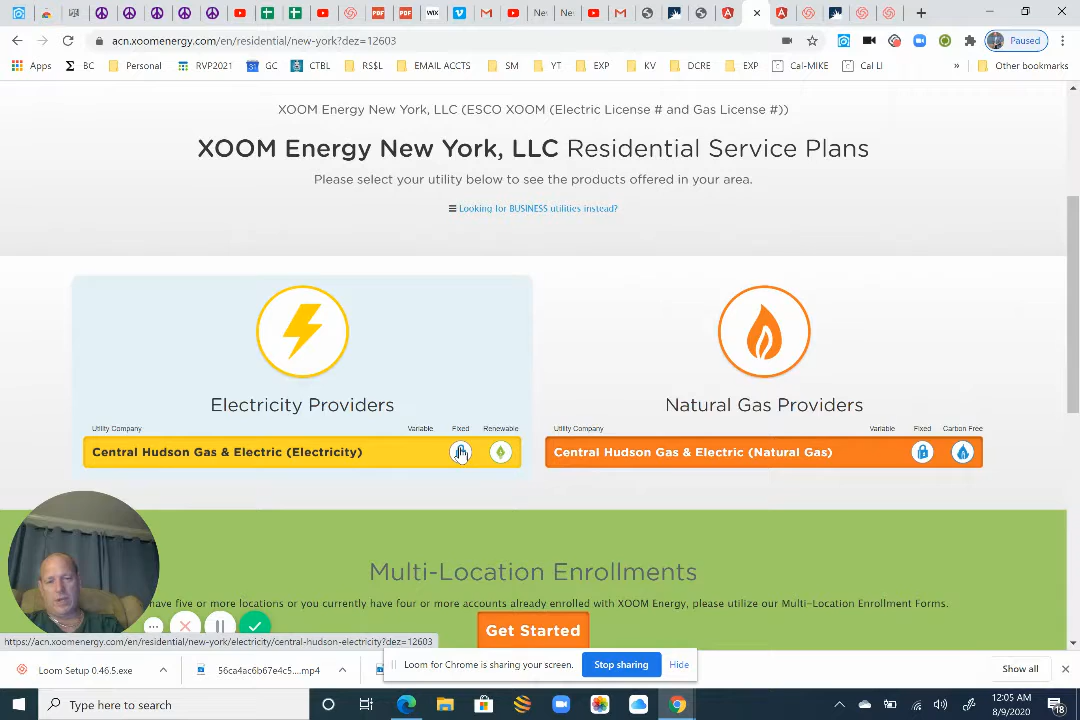 Nev
Ne
acn.xoomenergy.com/en/residential/new-york?dez=12603
Paused
Apps
BC
Personal
RVP2021
GC
CTBL
RS$L
EMAIL ACCTS
SM
YT
EXP
KV
DCRE
EXP
Cal-MIKE
Cal LI
»
Other bookmarks
XOOM Energy New York, LLC (ESCO XOOM (Electric License # and Gas License #))
XOOM Energy New York, LLC Residential Service Plans
Please select your utility below to see the products offered in your area.
Looking for BUSINESS utilities instead?
Electricity Providers
Utility Company Variable Fixed Renewable
Central Hudson Gas & Electric (Electricity)
Natural Gas Providers
Utility Company Variable Fixed Carbon Free
Central Hudson Gas & Electric (Natural Gas)
Multi-Location Enrollments
have five or more locations or you currently have four or more accounts already enrolled with XOOM Energy, please utilize our Multi-Location Enrollment Forms.
Get Started
https://acn.xoomenergy.com/en/residential/new-york/electricity/central-hudson-electricity?dez=12603
Loom for Chrome is sharing your screen.
Stop sharing
Hide
Loom Setup 0.46.5.exe
56ca4ac6b67e4c5....mp4
Show all
Type here to search
12:05 AM
8/9/2020
18